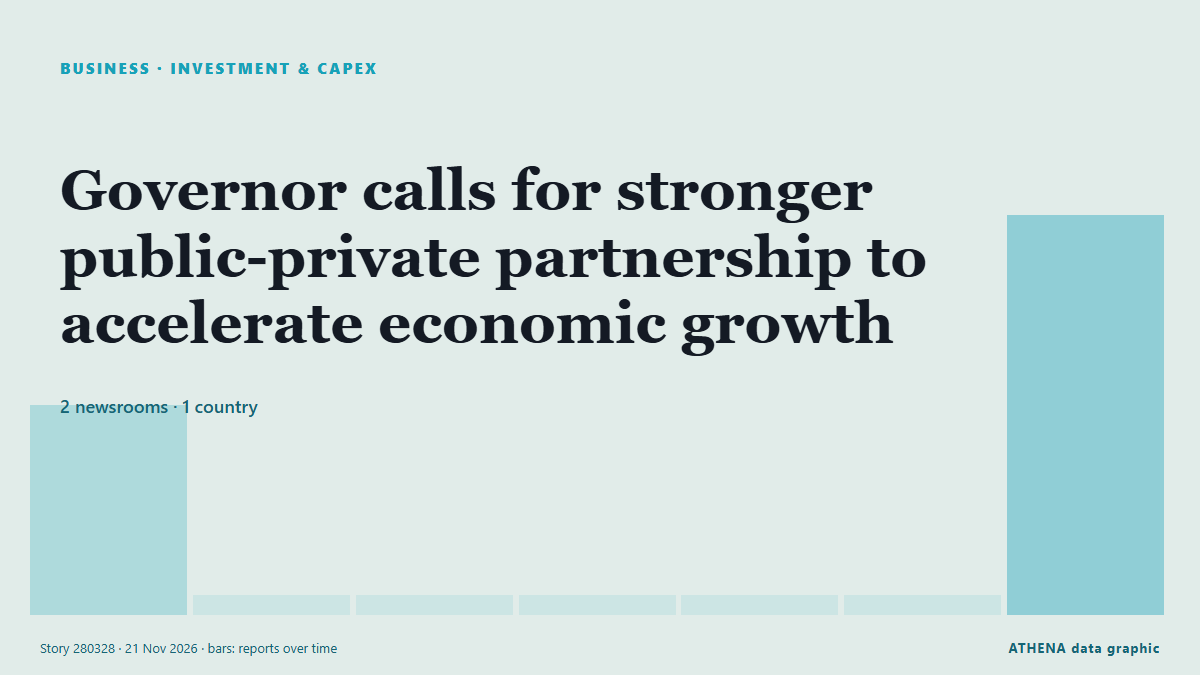 BUSINESS · INVESTMENT & CAPEX
Governor calls for stronger
public-private partnership to
accelerate economic growth
2 newsrooms · 1 country
Story 280328 · 21 Nov 2026 · bars: reports over time
ATHENA data graphic